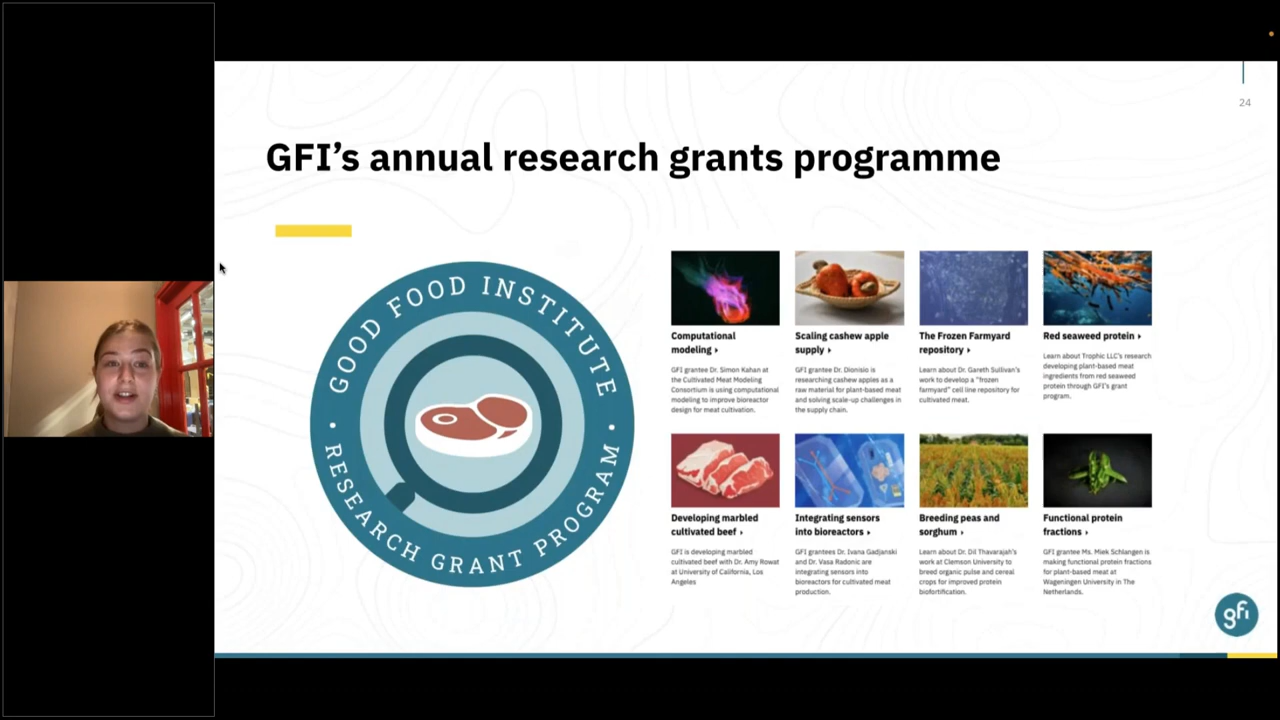 24
GFI’s annual research grants programme
GOOD FOOD INSTITUTE
• RESEARCH GRANT PROGRAM •
Computational
modeling ›
GFI grantee Dr. Simon Kahan at
the Cultivated Meat Modeling
Consortium is using computational
modeling to improve bioreactor
design for meat cultivation.
Scaling cashew apple
supply ›
GFI grantee Dr. Dionisio is
researching cashew apples as a
raw material for plant-based meat
and solving scale-up challenges in
the supply chain.
The Frozen Farmyard
repository ›
Learn about Dr. Gareth Sullivan’s
work to develop a “frozen
farmyard” cell line repository for
cultivated meat.
Red seaweed protein ›
Learn about Trophic LLC’s research
developing plant-based meat
ingredients from red seaweed
protein through GFI’s grant
program.
Developing marbled
cultivated beef ›
GFI is developing marbled
cultivated beef with Dr. Amy Rowat
at University of California, Los
Angeles
Integrating sensors
into bioreactors ›
GFI grantees Dr. Ivana Gadjanski
and Dr. Vasa Radonic are
integrating sensors into
bioreactors for cultivated meat
production.
Breeding peas and
sorghum ›
Learn about Dr. Dil Thavarajah’s
work at Clemson University to
breed organic pulse and cereal
crops for improved protein
biofortification.
Functional protein
fractions ›
GFI grantee Ms. Miek Schlangen is
making functional protein fractions
for plant-based meat at
Wageningen University in The
Netherlands.
gfi